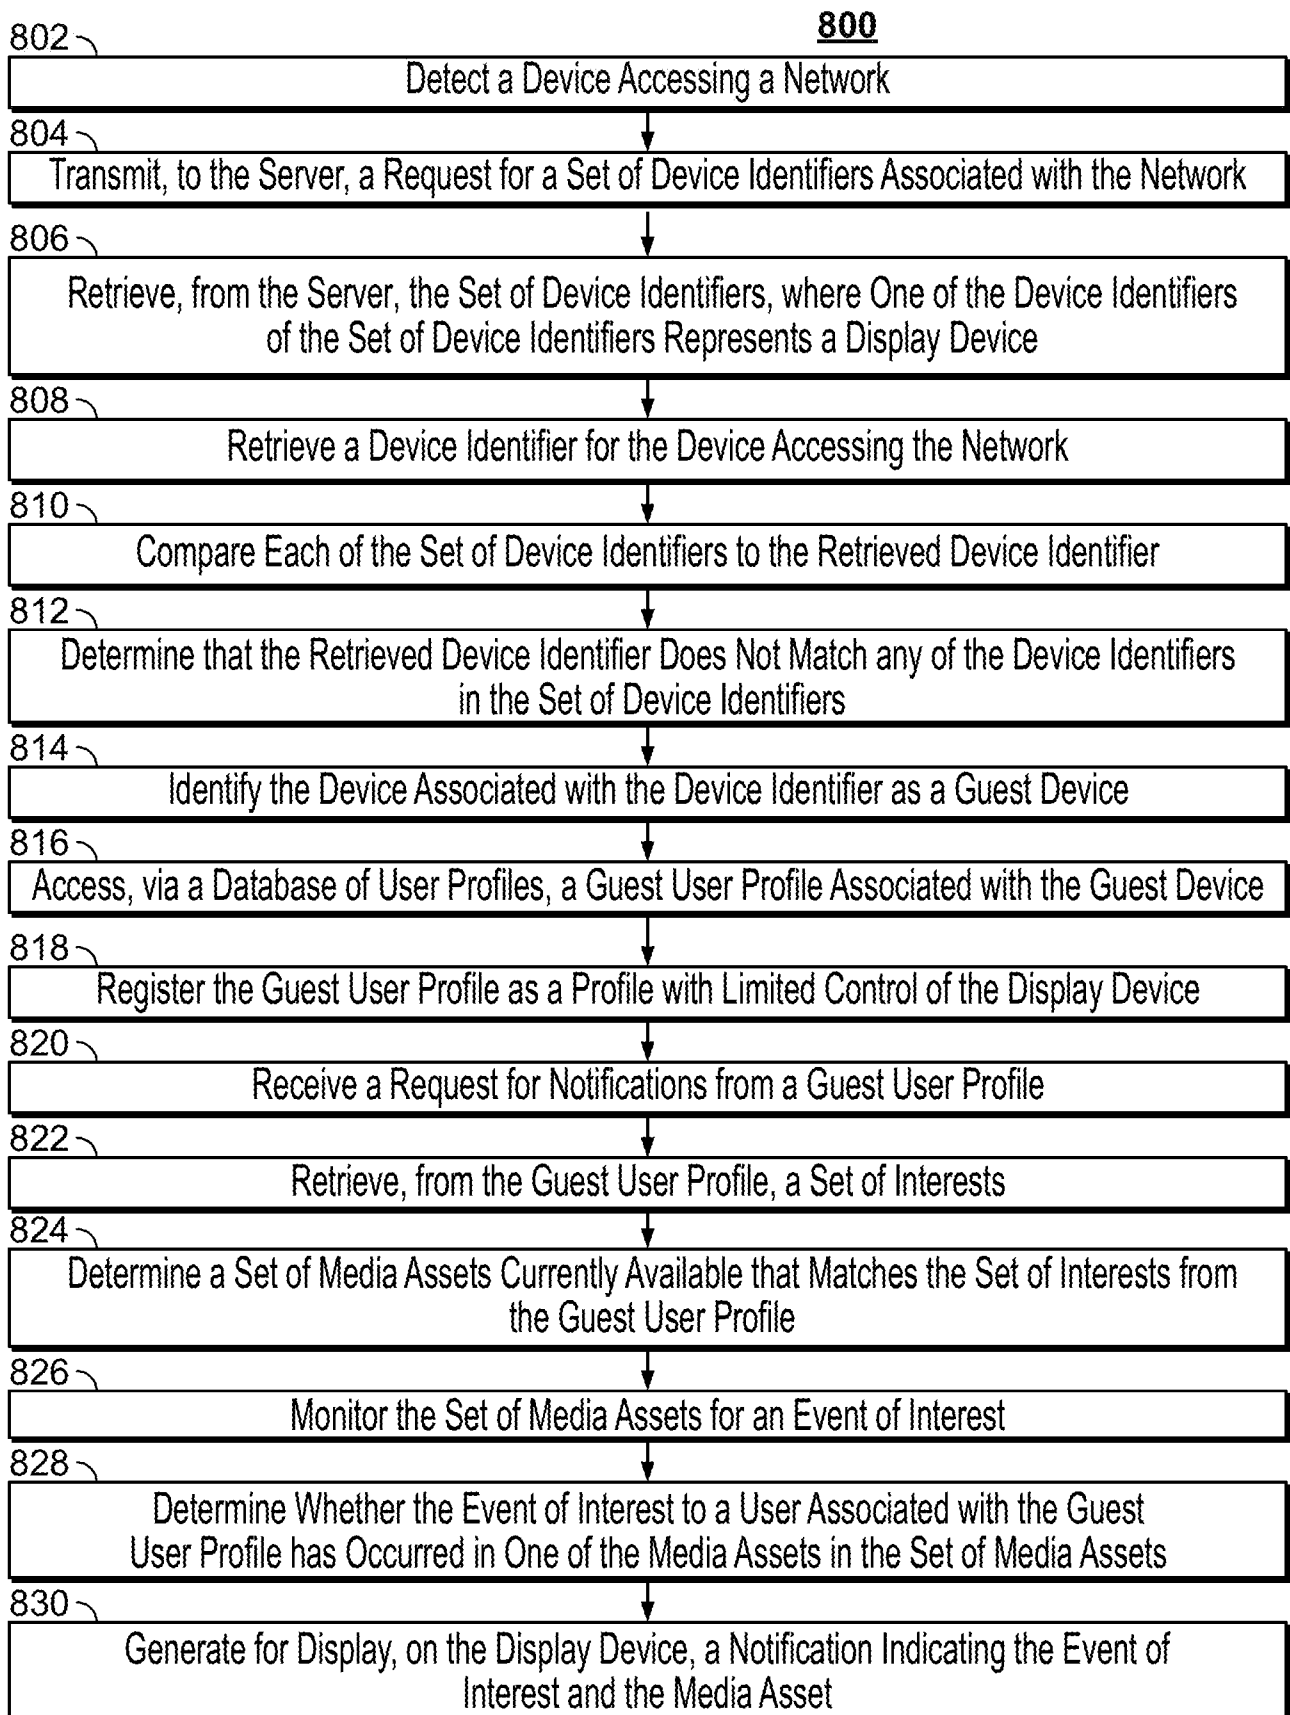 800
802
Detect a Device Accessing a Network
804
Transmit, to the Server, a Request for a Set of Device Identifiers Associated with the Network
806
Retrieve, from the Server, the Set of Device Identifiers, where One of the Device Identifiers
of the Set of Device Identifiers Represents a Display Device
808
Retrieve a Device Identifier for the Device Accessing the Network
810
Compare Each of the Set of Device Identifiers to the Retrieved Device Identifier
812
Determine that the Retrieved Device Identifier Does Not Match any of the Device Identifiers
in the Set of Device Identifiers
814
Identify the Device Associated with the Device Identifier as a Guest Device
816
Access, via a Database of User Profiles, a Guest User Profile Associated with the Guest Device
818
Register the Guest User Profile as a Profile with Limited Control of the Display Device
820
Receive a Request for Notifications from a Guest User Profile
822
Retrieve, from the Guest User Profile, a Set of Interests
824
Determine a Set of Media Assets Currently Available that Matches the Set of Interests from
the Guest User Profile
826
Monitor the Set of Media Assets for an Event of Interest
828
Determine Whether the Event of Interest to a User Associated with the Guest
User Profile has Occurred in One of the Media Assets in the Set of Media Assets
830
Generate for Display, on the Display Device, a Notification Indicating the Event of
Interest and the Media Asset